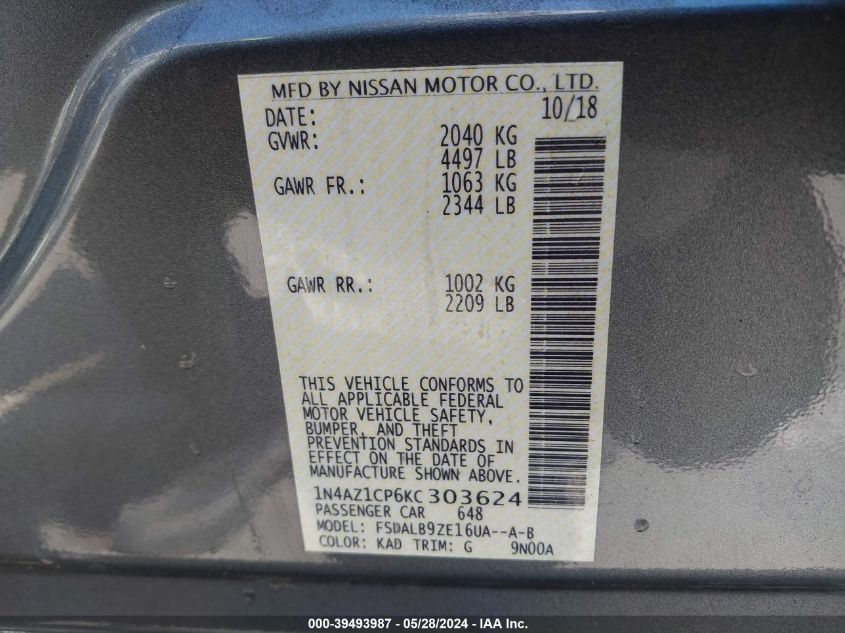 MFD BY NISSAN MOTOR CO., LTD.
DATE: 10/18
GVWR: 2040 KG
4497 LB
GAWR FR.: 1063 KG
2344 LB
GAWR RR.: 1002 KG
2209 LB
THIS VEHICLE CONFORMS TO
ALL APPLICABLE FEDERAL
MOTOR VEHICLE SAFETY,
BUMPER, AND THEFT
PREVENTION STANDARDS IN
EFFECT ON THE DATE OF
MANUFACTURE SHOWN ABOVE.
1N4AZ1CP6KC303624
PASSENGER CAR 648
MODEL: FSDALB9ZE16UA--A-B
COLOR: KAD TRIM: G 9N00A
000-39493987 - 05/28/2024 - IAA Inc.